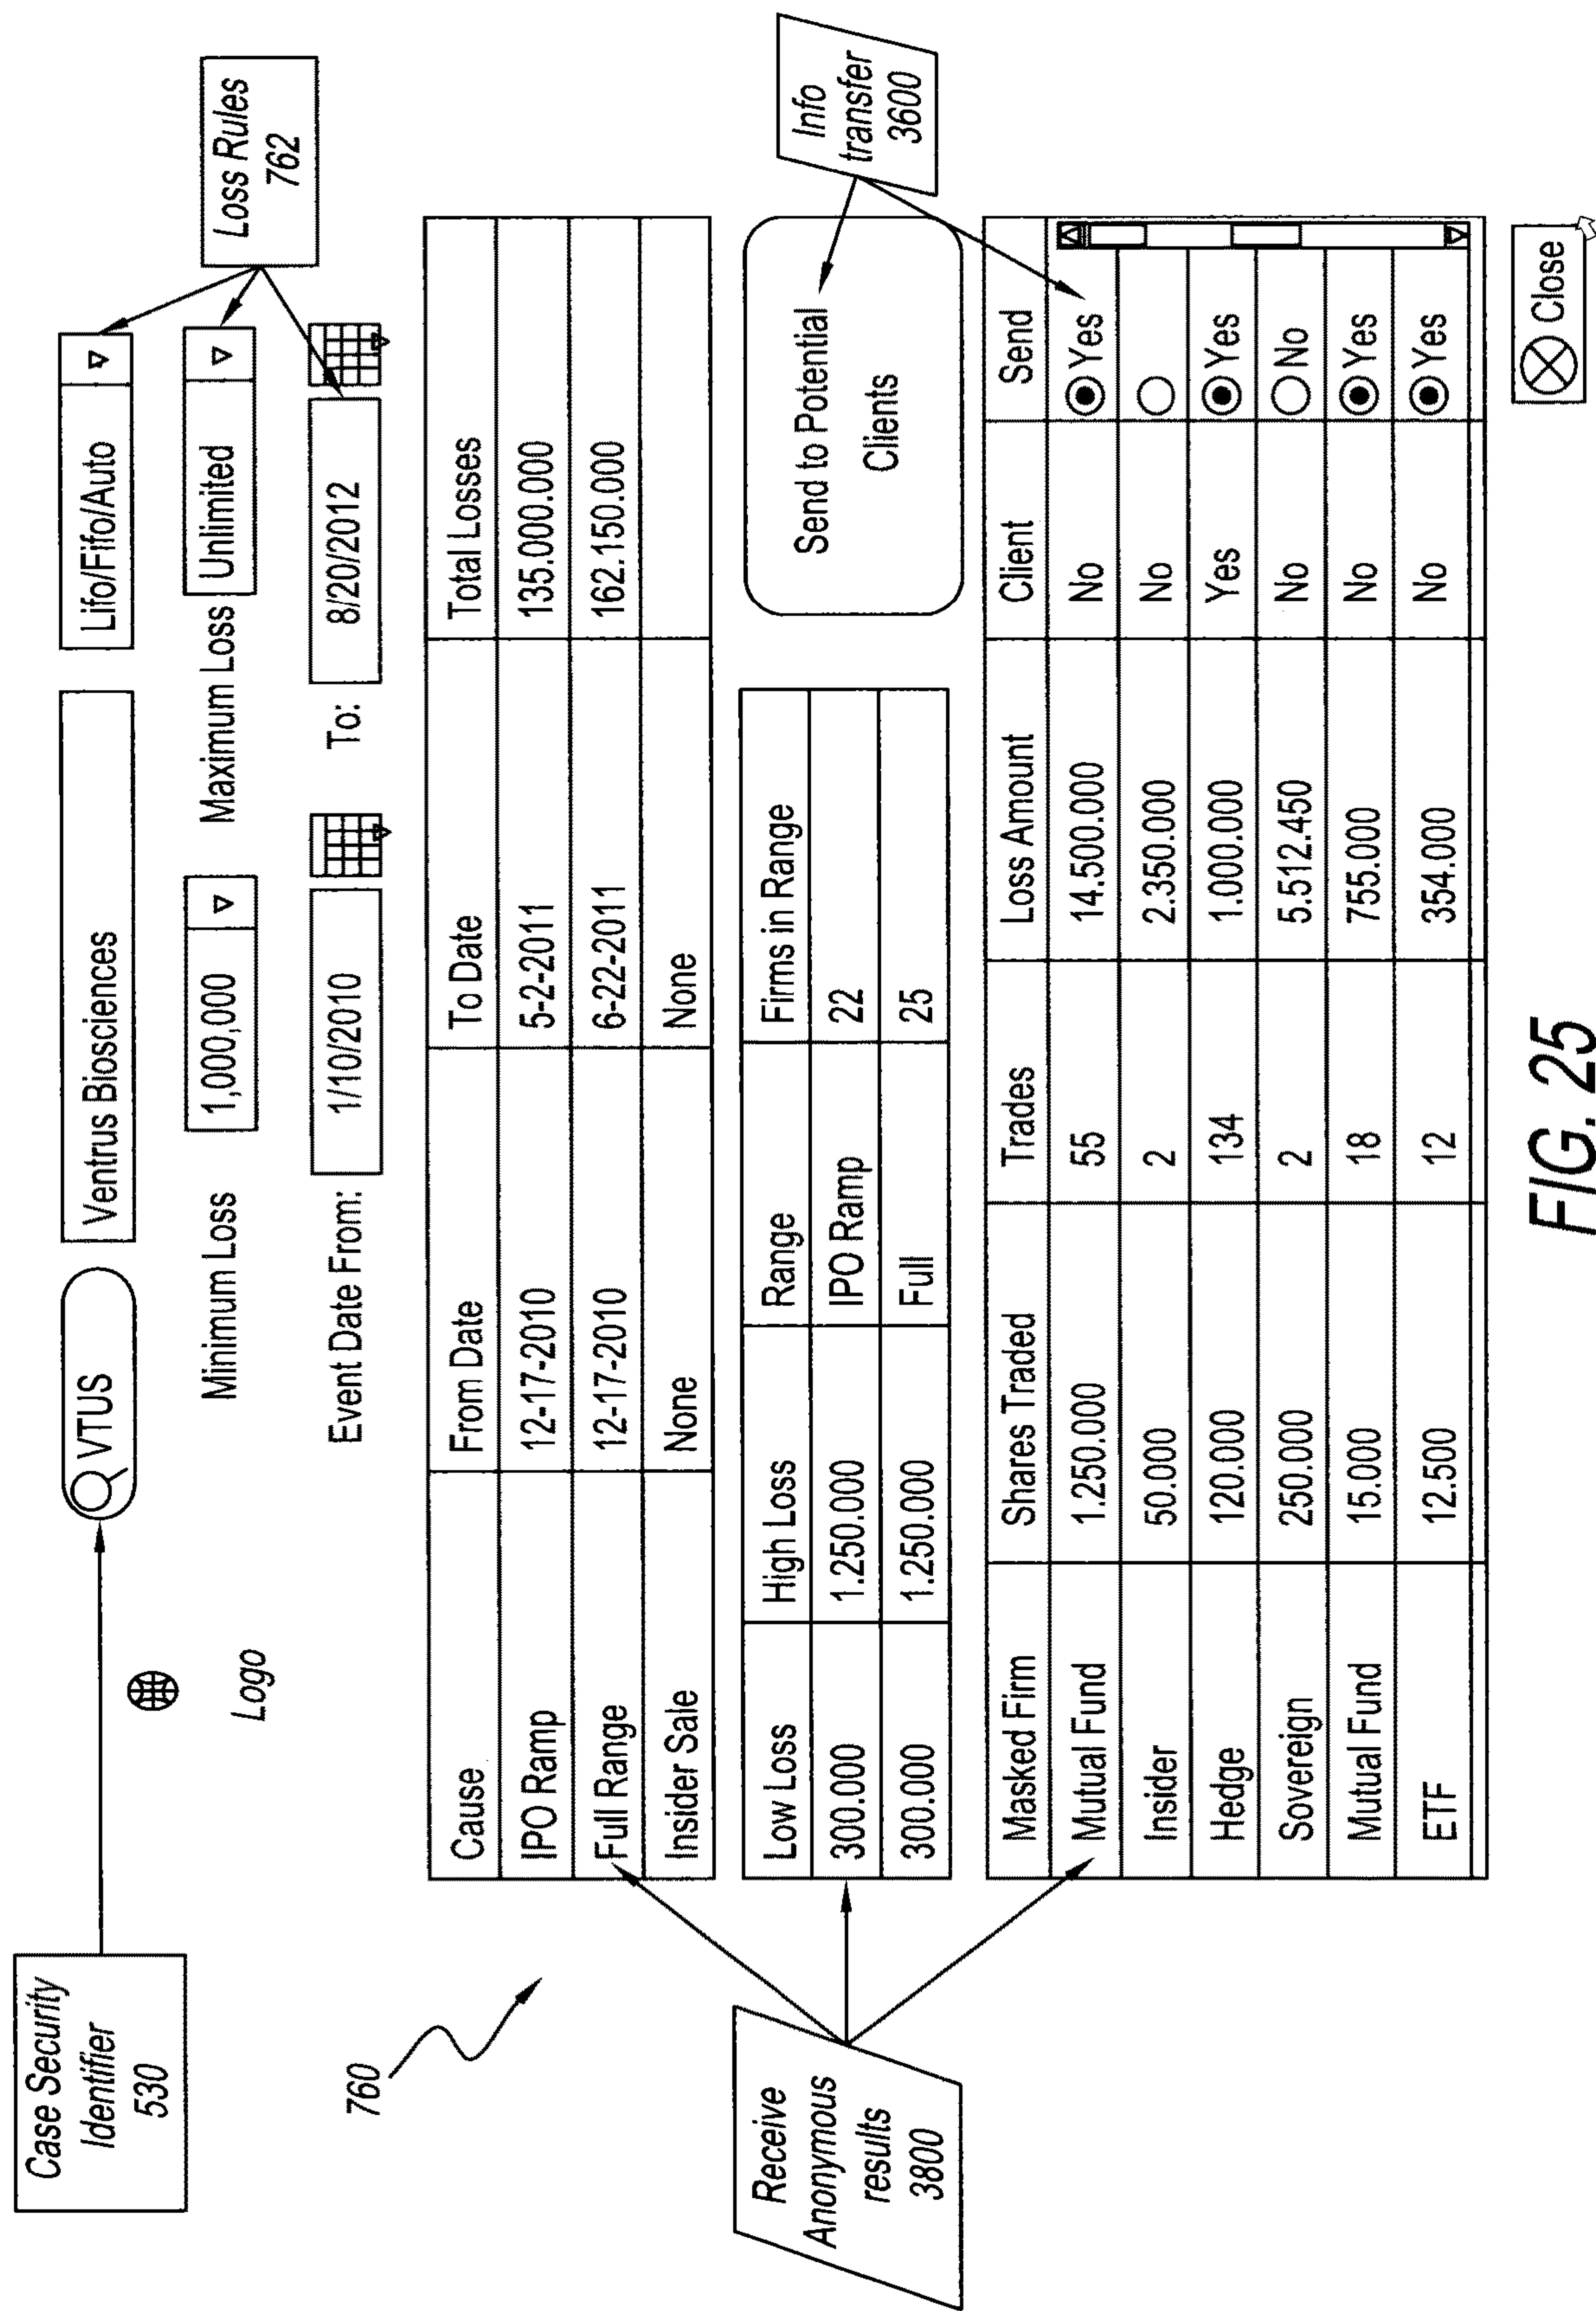 Case Security
Identifier
530
VTUS
Ventrus Biosciences
Lifo/Fifo/Auto
Loss Rules
762
Logo
Minimum Loss
1,000,000
Maximum Loss
Unlimited
Event Date From:
1/10/2010
To:
8/20/2012
760
Cause From Date To Date Total Losses
IPO Ramp 12-17-2010 5-2-2011 135.000.000
Full Range 12-17-2010 6-22-2011 162.150.000
Insider Sale None None
Receive
Anonymous
results
3800
Low Loss High Loss Range Firms in Range
300.000 1.250.000 IPO Ramp 22
300.000 1.250.000 Full 25
Send to Potential
Clients
Info
transfer
3600
Masked Firm Shares Traded Trades Loss Amount Client Send
Mutual Fund 1.250.000 55 14.500.000 No Yes
Insider 50.000 2 2.350.000 No
Hedge 120.000 134 1.000.000 Yes Yes
Sovereign 250.000 2 5.512.450 No No
Mutual Fund 15.000 18 755.000 No Yes
ETF 12.500 12 354.000 No Yes
Close
FIG. 25